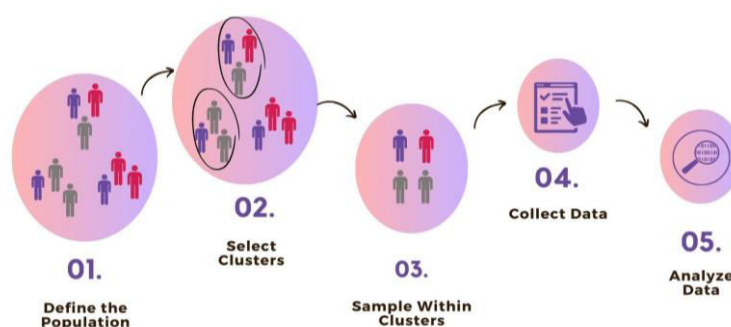 01.
Define the
Population
02.
Select
Clusters
03.
Sample Within
Clusters
04.
Collect Data
05.
Analyze
Data